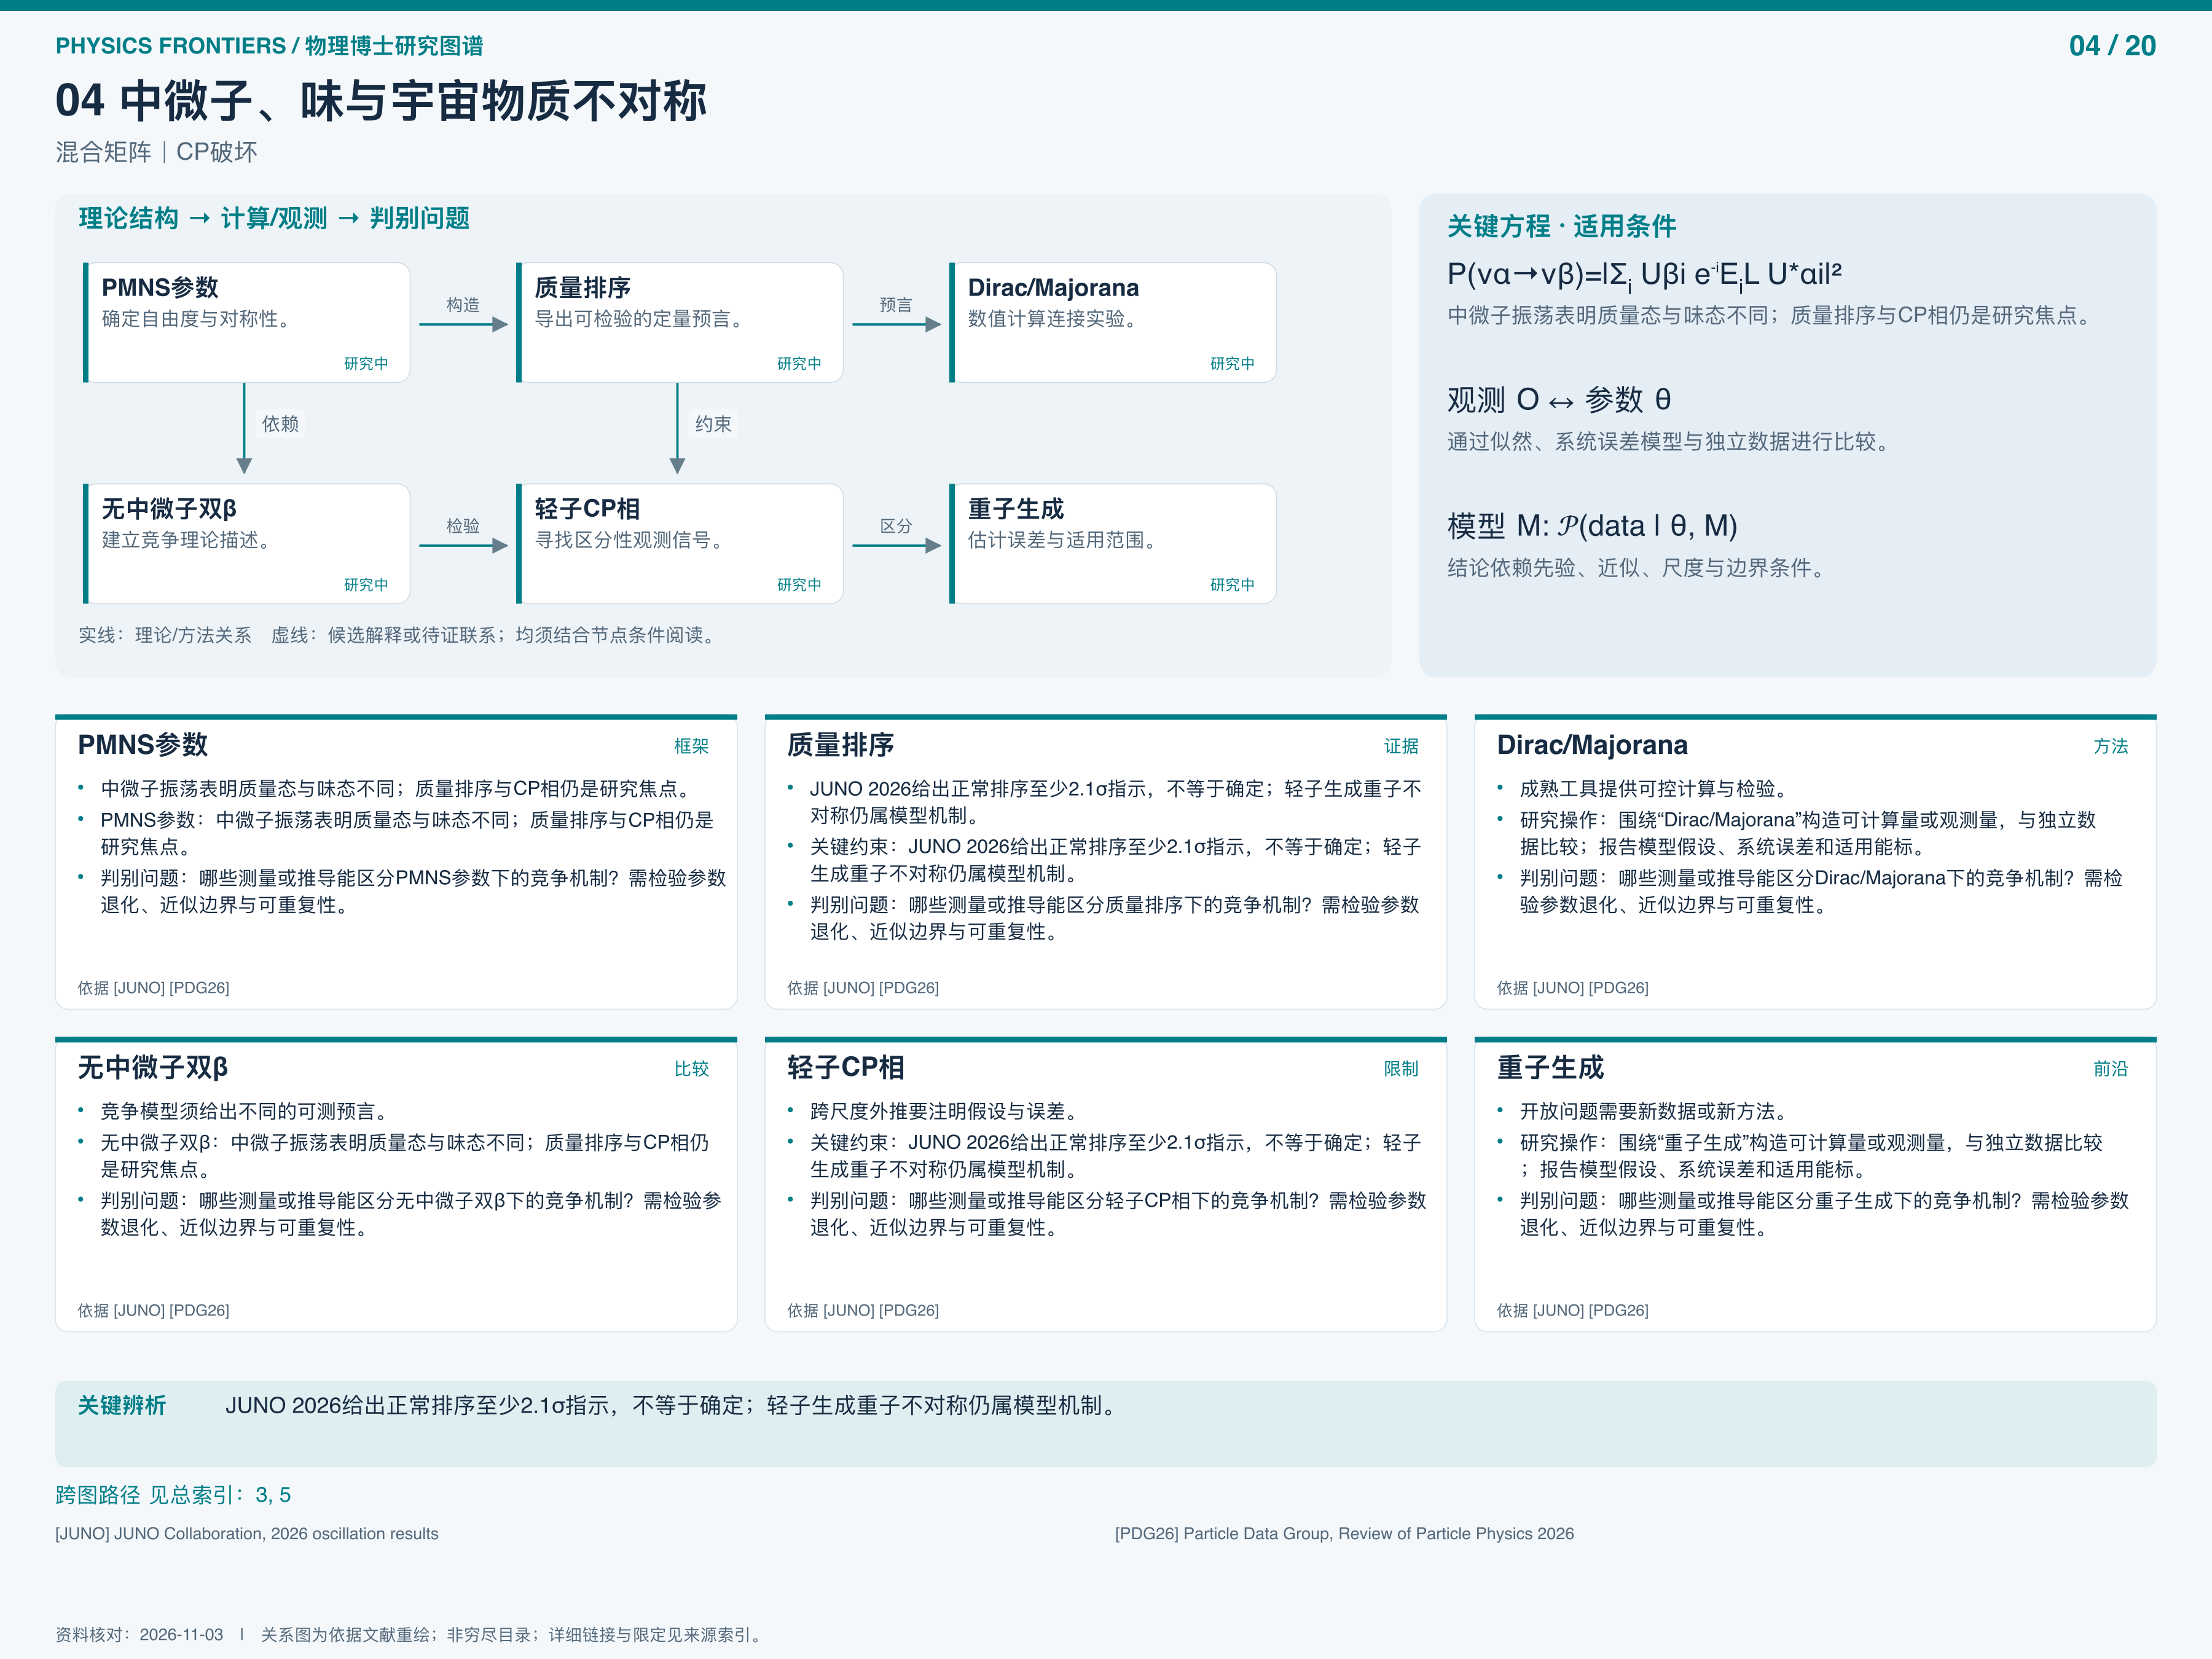 PHYSICS FRONTIERS / 物理博士研究图谱
04 / 20
04 中微子、味与宇宙物质不对称
混合矩阵｜CP破坏
理论结构 → 计算/观测 → 判别问题
PMNS参数
确定自由度与对称性。
研究中
构造
质量排序
导出可检验的定量预言。
研究中
预言
Dirac/Majorana
数值计算连接实验。
研究中
依赖
约束
无中微子双β
建立竞争理论描述。
研究中
检验
轻子CP相
寻找区分性观测信号。
研究中
区分
重子生成
估计误差与适用范围。
研究中
实线：理论/方法关系　虚线：候选解释或待证联系；均须结合节点条件阅读。
关键方程 · 适用条件
P(να→νβ)=|Σᵢ Uβi e⁻ⁱEᵢL U*αi|²
中微子振荡表明质量态与味态不同；质量排序与CP相仍是研究焦点。
观测 O ↔ 参数 θ
通过似然、系统误差模型与独立数据进行比较。
模型 M: 𝒫(data | θ, M)
结论依赖先验、近似、尺度与边界条件。
PMNS参数
框架
• 中微子振荡表明质量态与味态不同；质量排序与CP相仍是研究焦点。
• PMNS参数：中微子振荡表明质量态与味态不同；质量排序与CP相仍是
研究焦点。
• 判别问题：哪些测量或推导能区分PMNS参数下的竞争机制？需检验参数
退化、近似边界与可重复性。
依据 [JUNO] [PDG26]
质量排序
证据
• JUNO 2026给出正常排序至少2.1σ指示，不等于确定；轻子生成重子不
对称仍属模型机制。
• 关键约束：JUNO 2026给出正常排序至少2.1σ指示，不等于确定；轻子
生成重子不对称仍属模型机制。
• 判别问题：哪些测量或推导能区分质量排序下的竞争机制？需检验参数
退化、近似边界与可重复性。
依据 [JUNO] [PDG26]
Dirac/Majorana
方法
• 成熟工具提供可控计算与检验。
• 研究操作：围绕“Dirac/Majorana”构造可计算量或观测量，与独立数
据比较；报告模型假设、系统误差和适用能标。
• 判别问题：哪些测量或推导能区分Dirac/Majorana下的竞争机制？需检
验参数退化、近似边界与可重复性。
依据 [JUNO] [PDG26]
无中微子双β
比较
• 竞争模型须给出不同的可测预言。
• 无中微子双β：中微子振荡表明质量态与味态不同；质量排序与CP相仍
是研究焦点。
• 判别问题：哪些测量或推导能区分无中微子双β下的竞争机制？需检验参
数退化、近似边界与可重复性。
依据 [JUNO] [PDG26]
轻子CP相
限制
• 跨尺度外推要注明假设与误差。
• 关键约束：JUNO 2026给出正常排序至少2.1σ指示，不等于确定；轻子
生成重子不对称仍属模型机制。
• 判别问题：哪些测量或推导能区分轻子CP相下的竞争机制？需检验参数
退化、近似边界与可重复性。
依据 [JUNO] [PDG26]
重子生成
前沿
• 开放问题需要新数据或新方法。
• 研究操作：围绕“重子生成”构造可计算量或观测量，与独立数据比较
；报告模型假设、系统误差和适用能标。
• 判别问题：哪些测量或推导能区分重子生成下的竞争机制？需检验参数
退化、近似边界与可重复性。
依据 [JUNO] [PDG26]
关键辨析　JUNO 2026给出正常排序至少2.1σ指示，不等于确定；轻子生成重子不对称仍属模型机制。
跨图路径 见总索引：3, 5
[JUNO] JUNO Collaboration, 2026 oscillation results
[PDG26] Particle Data Group, Review of Particle Physics 2026
资料核对：2026-11-03　|　关系图为依据文献重绘；非穷尽目录；详细链接与限定见来源索引。